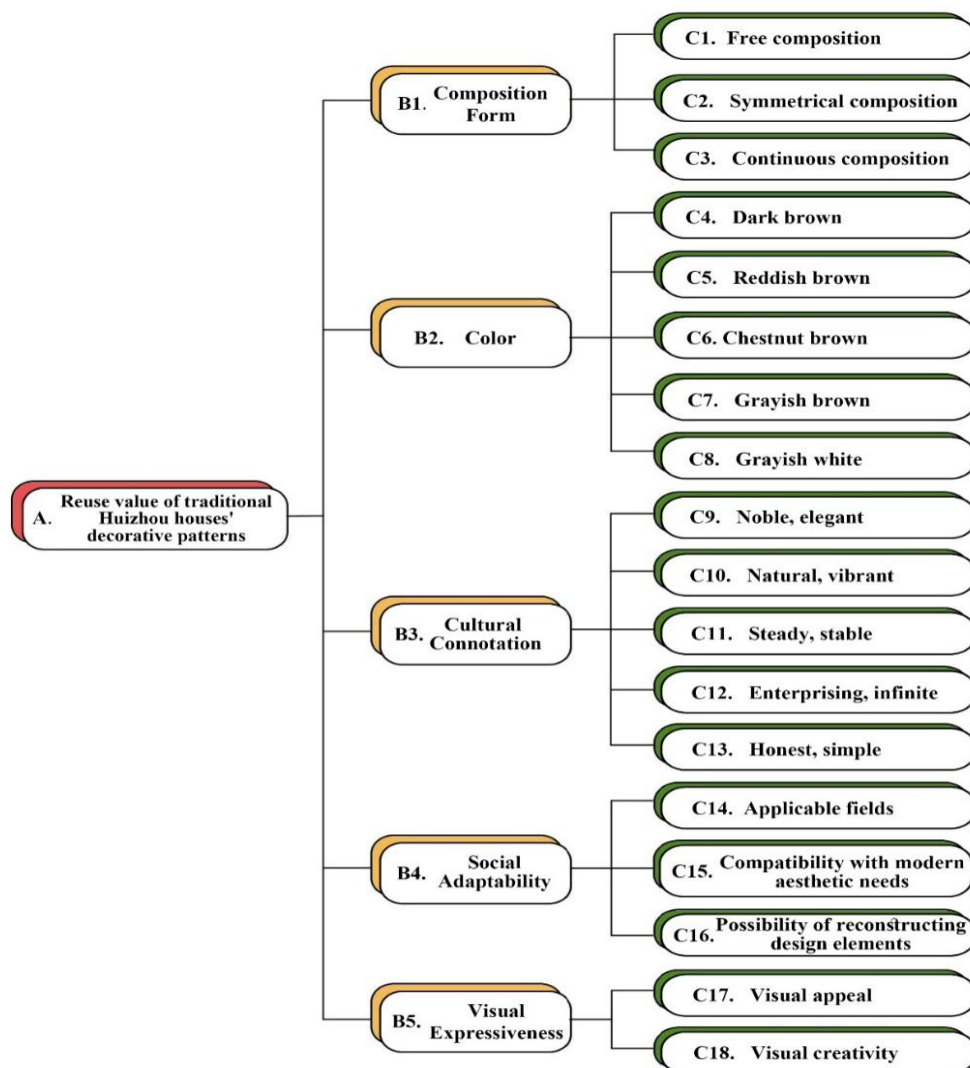 A. Reuse value of traditional
Huizhou houses'
decorative patterns
B1. Composition
Form
C1. Free composition
C2. Symmetrical composition
C3. Continuous composition
B2. Color
C4. Dark brown
C5. Reddish brown
C6. Chestnut brown
C7. Grayish brown
C8. Grayish white
B3. Cultural
Connotation
C9. Noble, elegant
C10. Natural, vibrant
C11. Steady, stable
C12. Enterprising, infinite
C13. Honest, simple
B4. Social
Adaptability
C14. Applicable fields
C15. Compatibility with modern
aesthetic needs
C16. Possibility of reconstructing
design elements
B5. Visual
Expressiveness
C17. Visual appeal
C18. Visual creativity